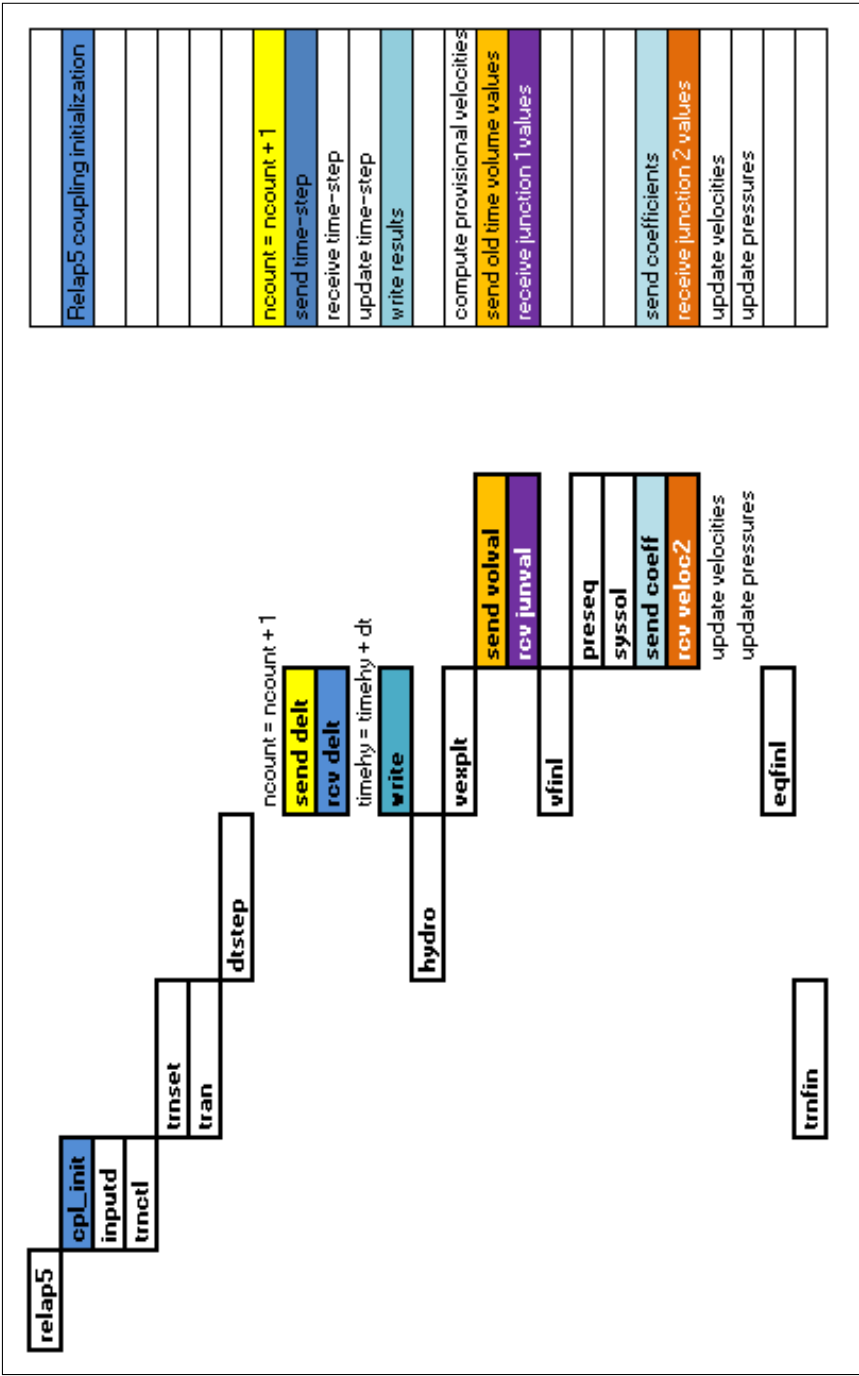 relap5
cpl_init
Relap5 coupling initialization
inputd
trnctl
trnset
tran
dtstep
ncount = ncount + 1
ncount = ncount + 1
send delt
send time-step
rcv delt
receive time-step
timehy = timehy + dt
update time-step
write
write results
hydro
vexplt
compute provisional velocities
send volval
send old time volume values
rcv junval
receive junction 1 values
vfinl
preseq
syssol
send coeff
send coefficients
rcv veloc2
receive junction 2 values
update velocities
update velocities
update pressures
update pressures
eqfinl
trnfin